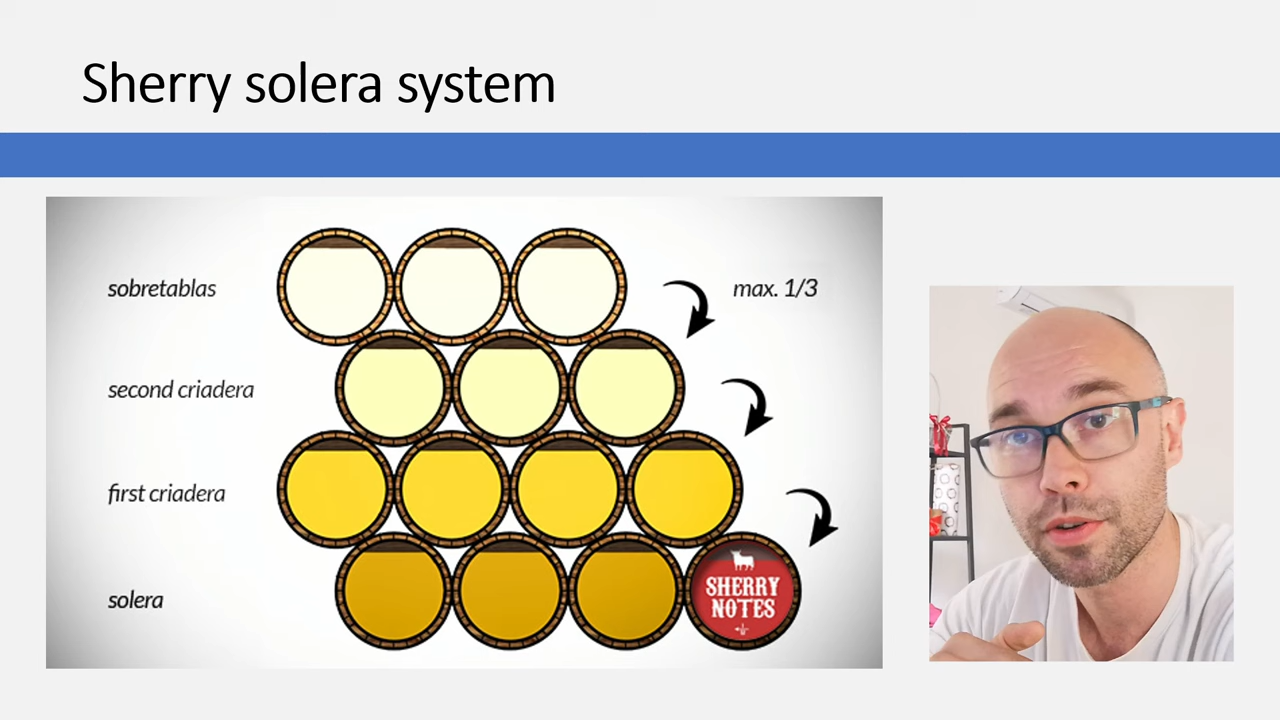 Sherry solera system
sobretablas
max. 1/3
second criadera
first criadera
solera
SHERRY
NOTES